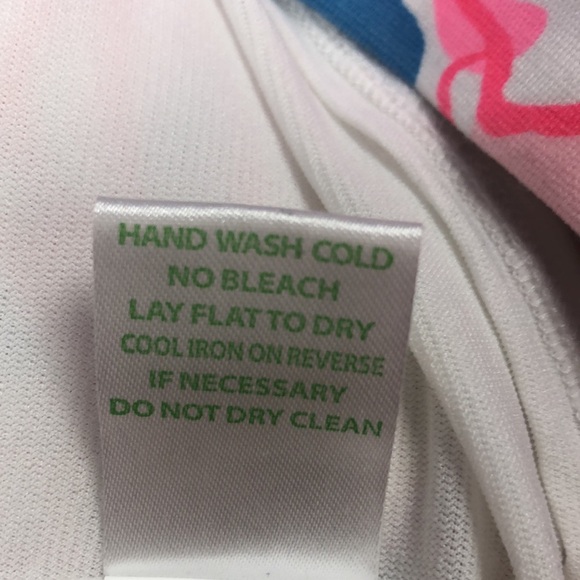 HAND WASH COLD
NO BLEACH
LAY FLAT TO DRY
COOL IRON ON REVERSE
IF NECESSARY
DO NOT DRY CLEAN